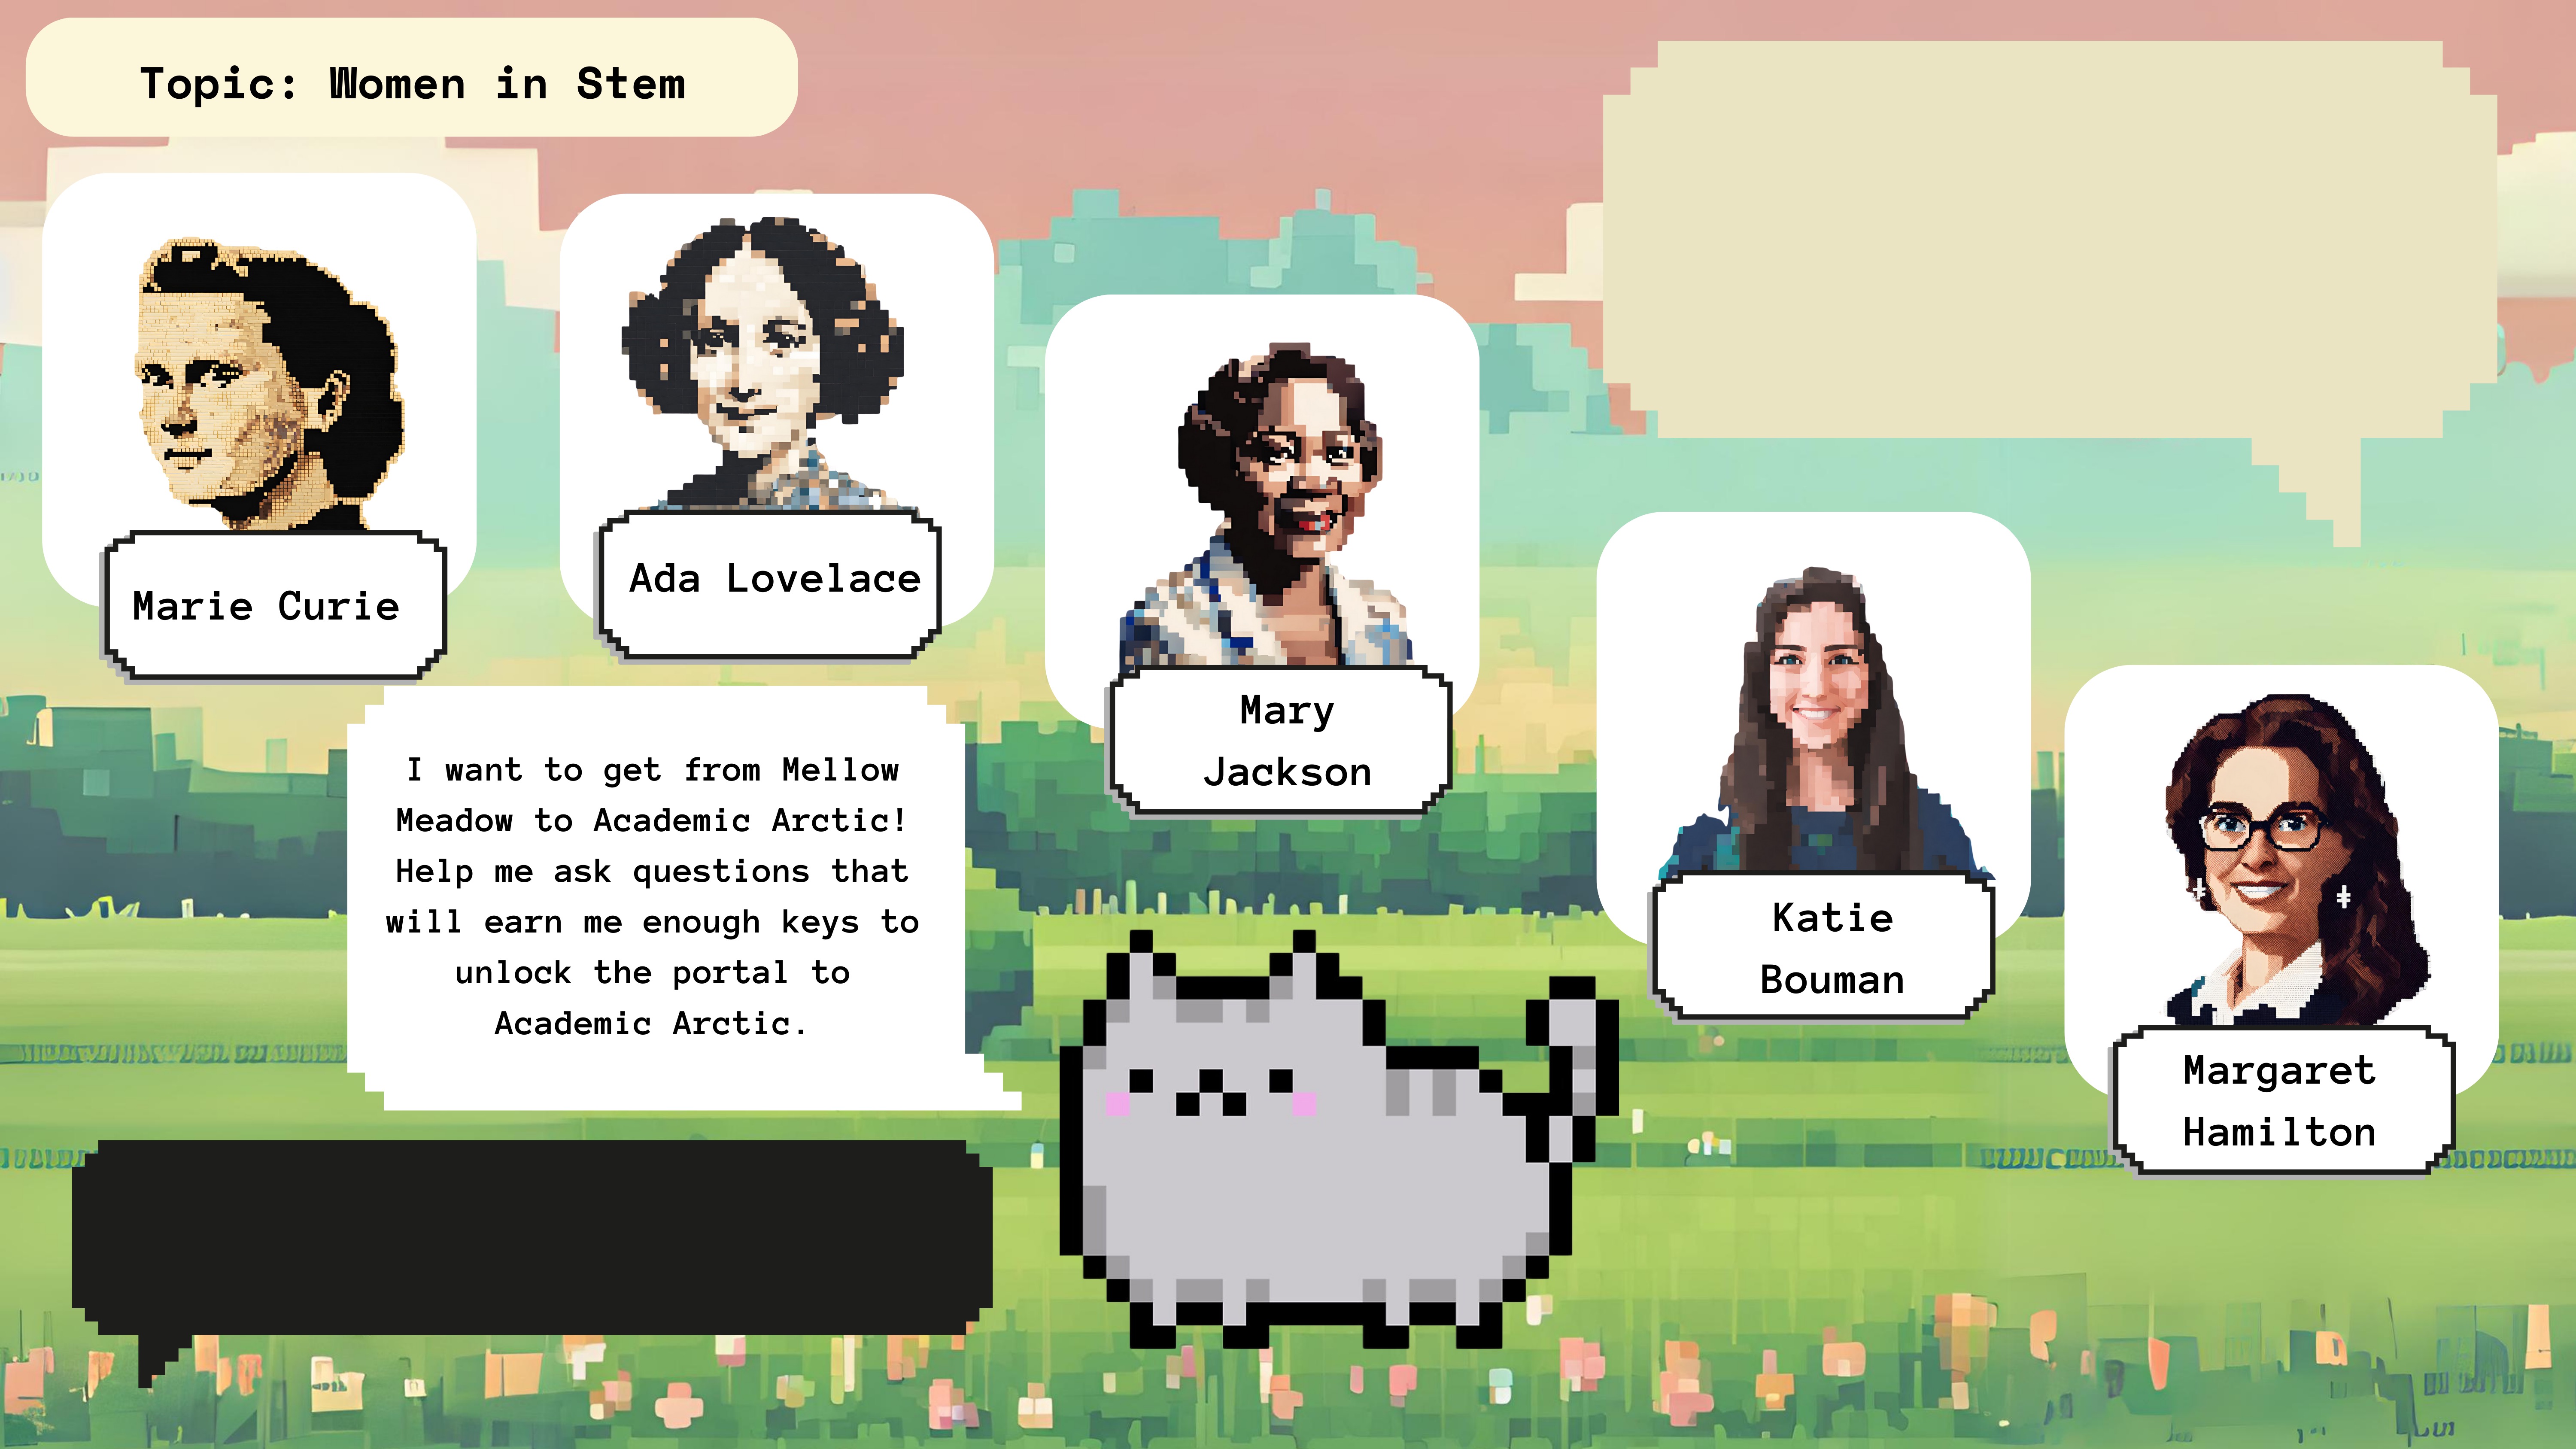 Topic: Women in Stem
Marie Curie
Ada Lovelace
Mary
Jackson
Katie
Bouman
Margaret
Hamilton
I want to get from Mellow
Meadow to Academic Arctic!
Help me ask questions that
will earn me enough keys to
unlock the portal to
Academic Arctic.